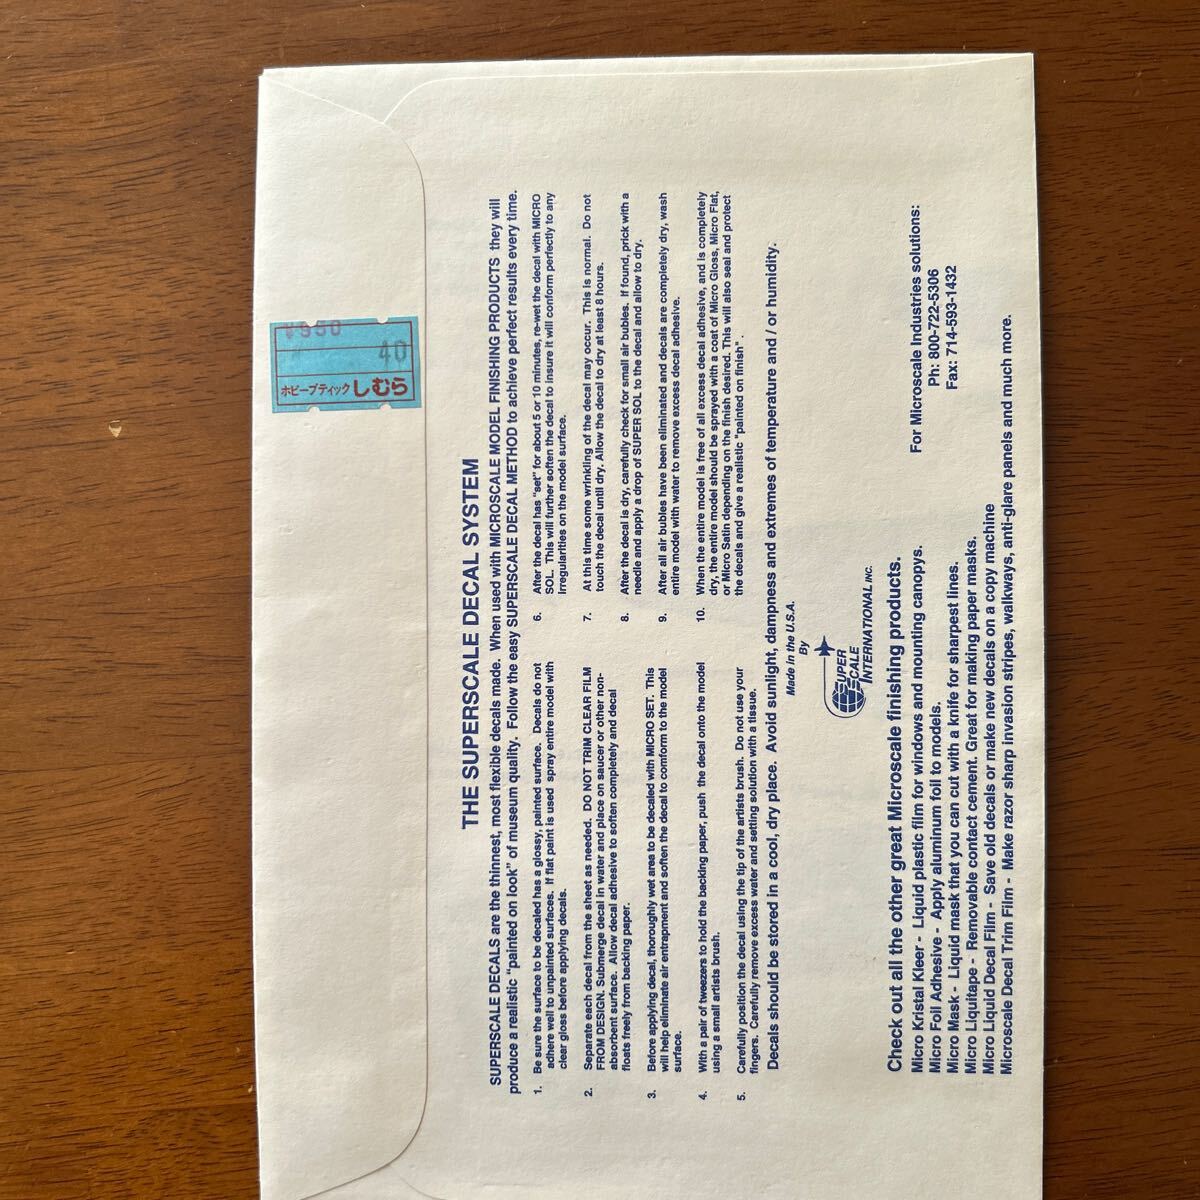 ¥950
40
ホビーブティック しむら
THE SUPERSCALE DECAL SYSTEM
SUPERSCALE DECALS are the thinnest, most flexible decals made. When used with MICROSCALE MODEL FINISHING PRODUCTS they will
produce a realistic "painted on look" of museum quality. Follow the easy SUPERSCALE DECAL METHOD to achieve perfect results every time.
1. Be sure the surface to be decaled has a glossy, painted surface. Decals do not
adhere well to unpainted surfaces. If flat paint is used spray entire model with
clear gloss before applying decals.
2. Separate each decal from the sheet as needed. DO NOT TRIM CLEAR FILM
FROM DESIGN. Submerge decal in water and place on saucer or other non-
absorbent surface. Allow decal adhesive to soften completely and decal
floats freely from backing paper.
3. Before applying decal, thoroughly wet area to be decaled with MICRO SET. This
will help eliminate air entrapment and soften the decal to comform to the model
surface.
4. With a pair of tweezers to hold the backing paper, push the decal onto the model
using a small artists brush.
5. Carefully position the decal using the tip of the artists brush. Do not use your
fingers. Carefully remove excess water and setting solution with a tissue.
6. After the decal has "set" for about 5 or 10 minutes, re-wet the decal with MICRO
SOL. This will further soften the decal to insure it will conform perfectly to any
irregularities on the model surface.
7. At this time some wrinkling of the decal may occur. This is normal. Do not
touch the decal until dry. Allow the decal to dry at least 8 hours.
8. After the decal is dry, carefully check for small air bubles. If found, prick with a
needle and apply a drop of SUPER SOL to the decal and allow to dry.
9. After all air bubles have been eliminated and decals are completely dry, wash
entire model with water to remove excess decal adhesive.
10. When the entire model is free of all excess decal adhesive, and is completely
dry, the entire model should be sprayed with a coat of Micro Gloss, Micro Flat,
or Micro Satin depending on the finish desired. This will also seal and protect
the decals and give a realistic "painted on finish" .
Decals should be stored in a cool, dry place. Avoid sunlight, dampness and extremes of temperature and / or humidity.
Made in the U.S.A.
By
SUPER
SCALE
INTERNATIONAL INC.
Check out all the other great Microscale finishing products.
Micro Kristal Kleer - Liquid plastic film for windows and mounting canopys.
Micro Foil Adhesive - Apply aluminum foil to models.
Micro Mask - Liquid mask that you can cut with a knife for sharpest lines.
Micro Liquitape - Removable contact cement. Great for making paper masks.
Micro Liquid Decal Film - Save old decals or make new decals on a copy machine
Microscale Decal Trim Film - Make razor sharp invasion stripes, walkways, anti-glare panels and much more.
For Microscale Industries solutions:
Ph: 800-722-5306
Fax: 714-593-1432